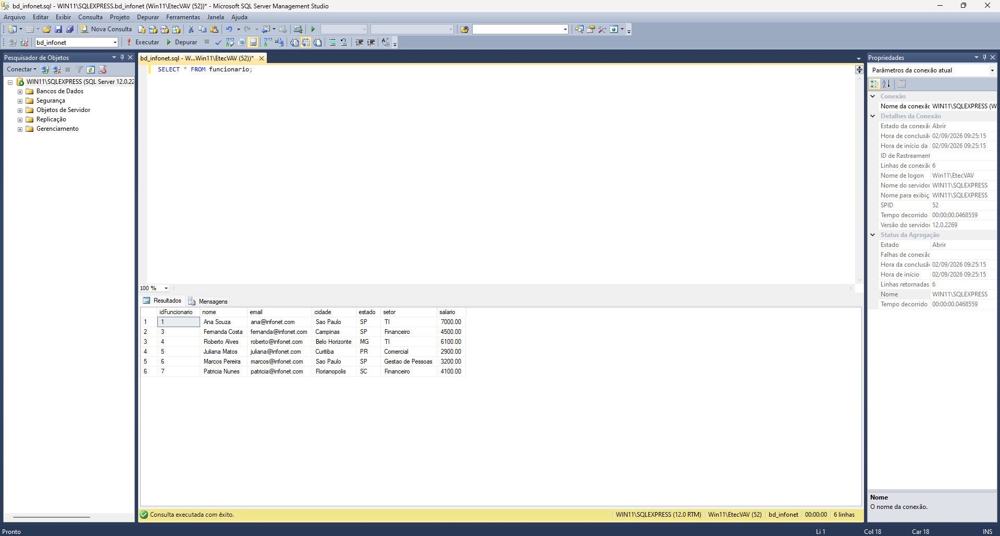 bd_infonet.sql - WIN11\SQLEXPRESS.bd_infonet (Win11\EtecVAV (52))* - Microsoft SQL Server Management Studio
Arquivo Editar Exibir Consulta Projeto Depurar Ferramentas Janela Ajuda
Nova Consulta
bd_infonet Executar Depurar
Pesquisador de Objetos
Conectar
WIN11\SQLEXPRESS (SQL Server 12.0.22
Bancos de Dados
Segurança
Objetos de Servidor
Replicação
Gerenciamento
bd_infonet.sql - W...Win11\EtecVAV (52))*
SELECT * FROM funcionario;
100 %
Resultados Mensagens
idFuncionario nome email cidade estado setor salario
1 1 Ana Souza ana@infonet.com Sao Paulo SP TI 7000.00
2 3 Fernanda Costa fernanda@infonet.com Campinas SP Financeiro 4500.00
3 4 Roberto Alves roberto@infonet.com Belo Horizonte MG TI 6100.00
4 5 Juliana Matos juliana@infonet.com Curitiba PR Comercial 2900.00
5 6 Marcos Pereira marcos@infonet.com Sao Paulo SP Gestao de Pessoas 3200.00
6 7 Patricia Nunes patricia@infonet.com Florianopolis SC Financeiro 4100.00
Consulta executada com êxito. WIN11\SQLEXPRESS (12.0 RTM) Win11\EtecVAV (52) bd_infonet 00:00:00 6 linhas
Propriedades
Parâmetros da conexão atual
Conexão
Nome da conexão WIN11\SQLEXPRESS (W
Detalhes da Conexão
Estado da conexã Abrir
Hora de conclusã 02/09/2026 09:25:15
Hora de início da 02/09/2026 09:25:15
ID de Rastreament
Linhas de conexão 6
Nome de logon Win11\EtecVAV
Nome do servidor WIN11\SQLEXPRESS
Nome para exibiç WIN11\SQLEXPRESS
SPID 52
Tempo decorrido 00:00:00.0468559
Versão do servidor 12.0.2269
Status da Agregação
Estado Abrir
Falhas de conexão
Hora da conclusã 02/09/2026 09:25:15
Hora de início 02/09/2026 09:25:15
Linhas retornadas 6
Nome WIN11\SQLEXPRESS
Tempo decorrido 00:00:00.0468559
Nome
O nome da conexão.
Pronto Li 1 Col 18 Car 18 INS